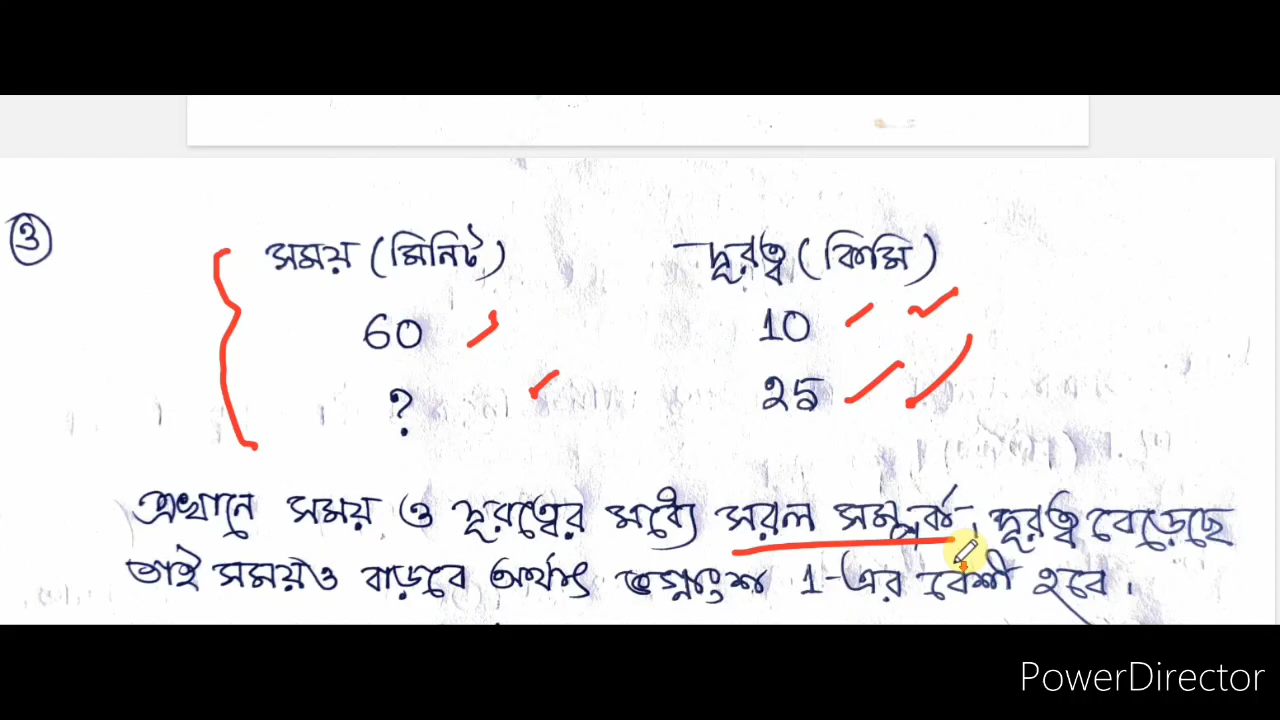 ৩
সময় (মিনিট) দূরত্ব (কিমি)
60 10
? 25
এখানে সময় ও দূরত্বের মধ্যে সরল সম্পর্ক, দূরত্ব বেড়েছে
তাই সময়ও বাড়বে অর্থাৎ ভগ্নাংশ 1-এর বেশী হবে।
PowerDirector